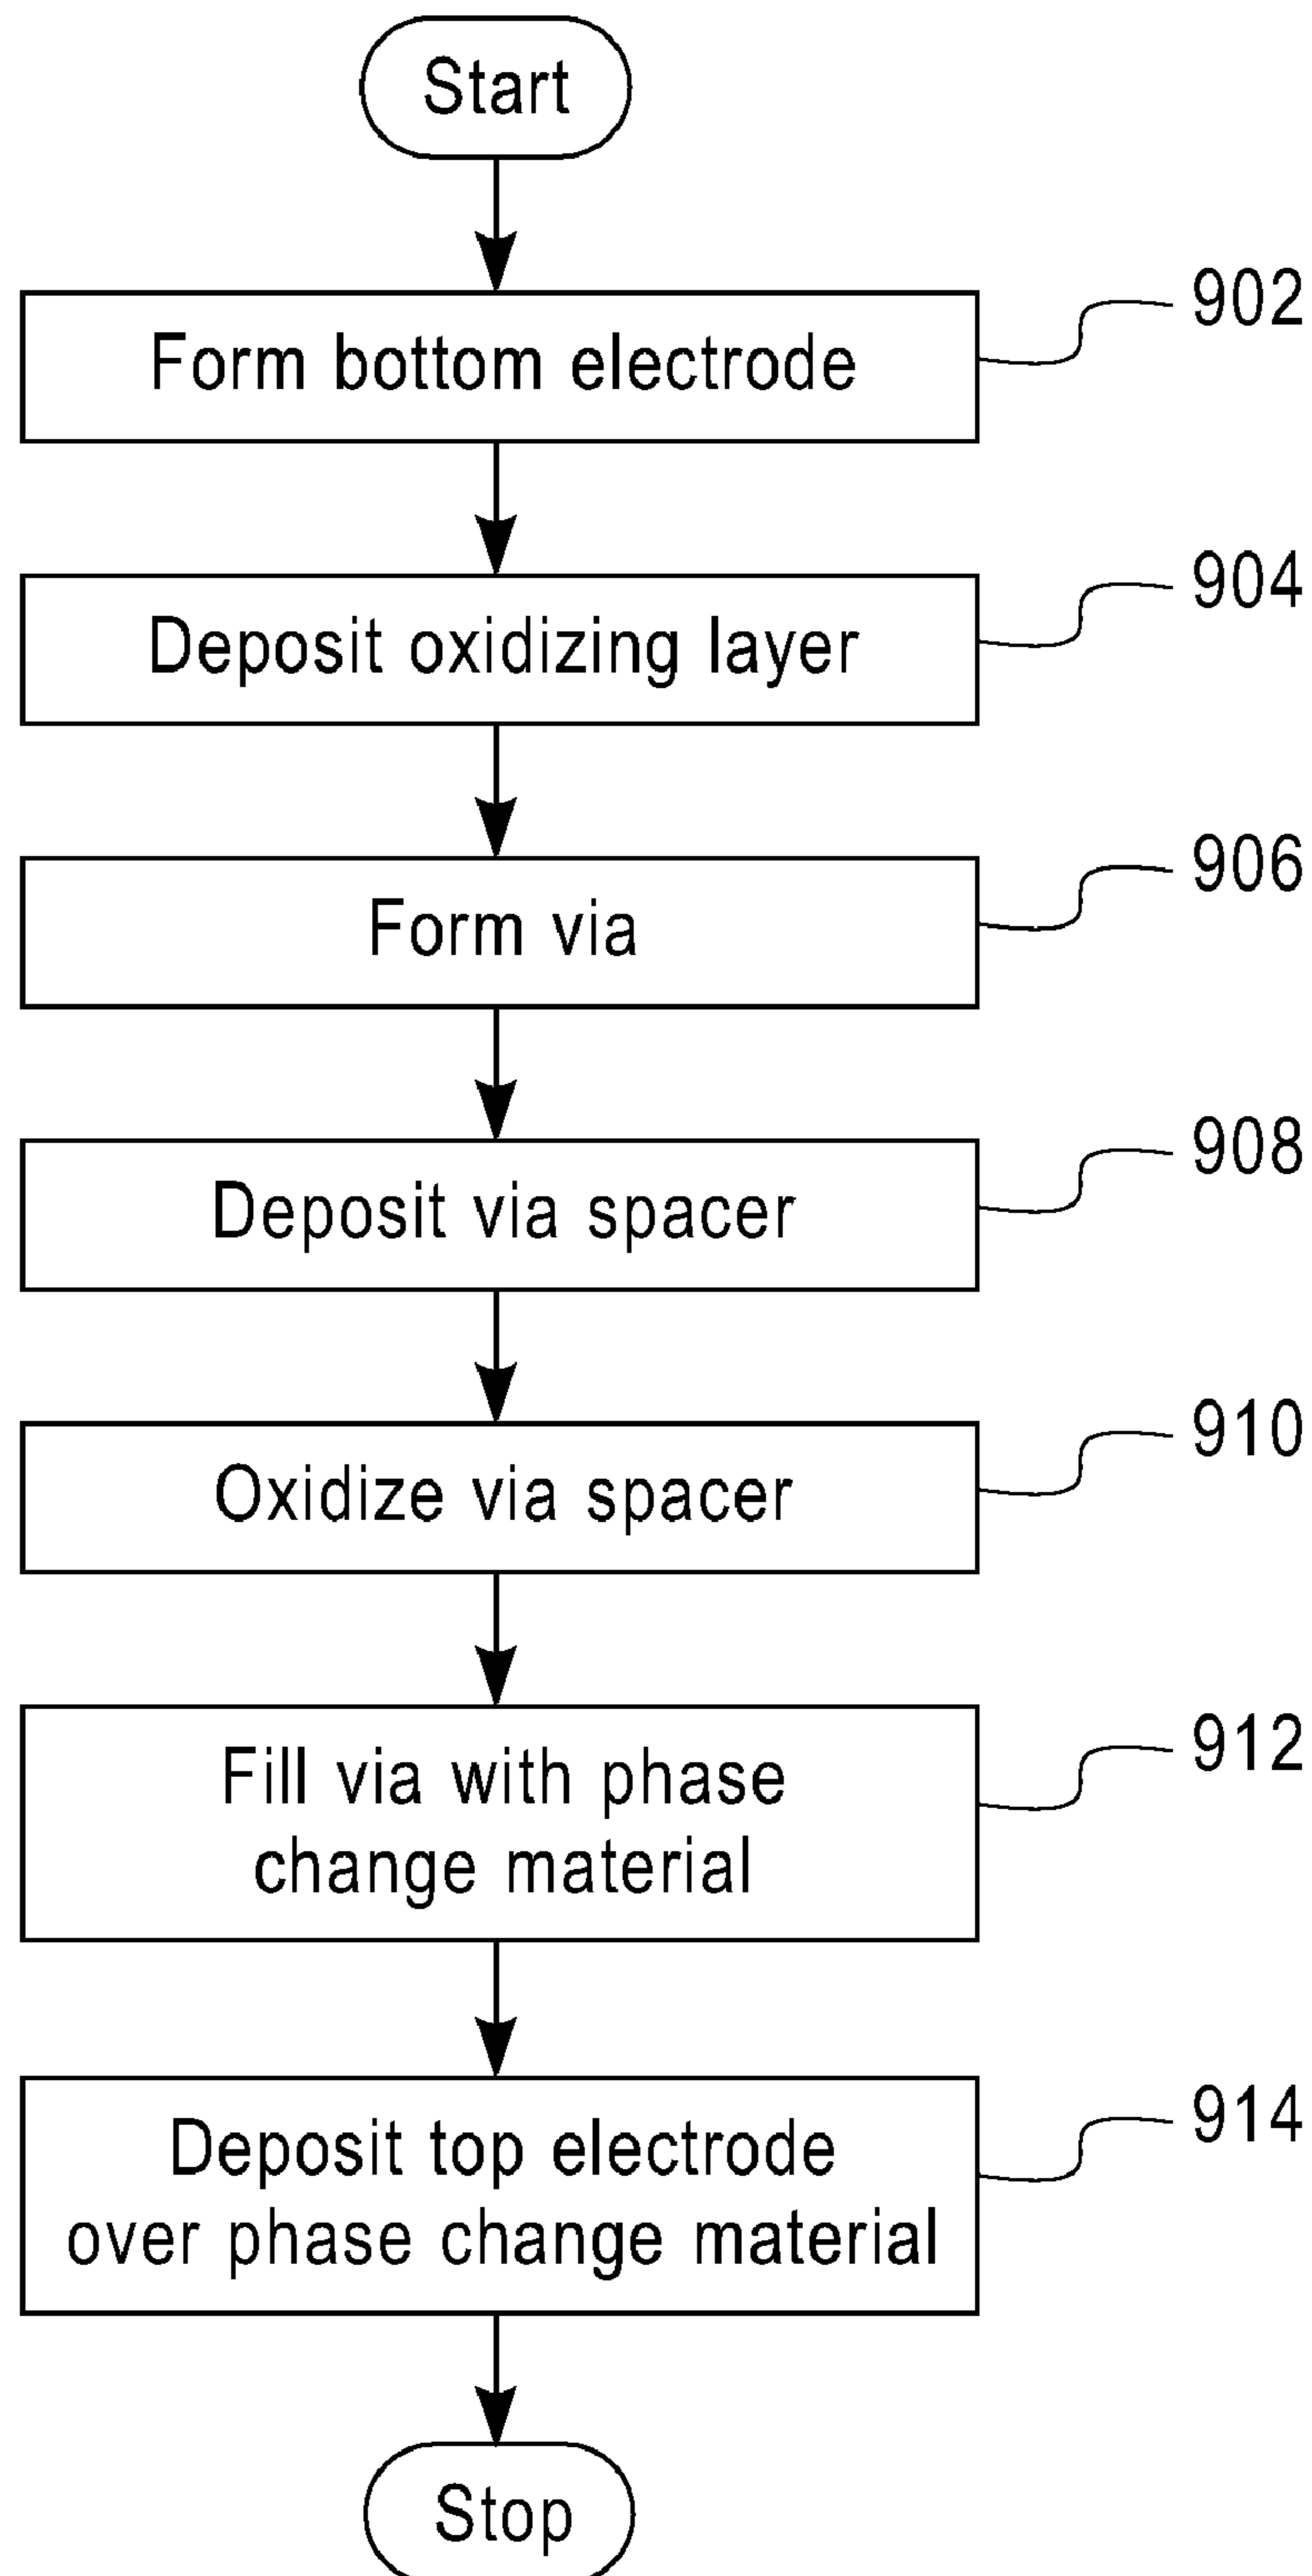 Start
902
Form bottom electrode
904
Deposit oxidizing layer
906
Form via
908
Deposit via spacer
910
Oxidize via spacer
912
Fill via with phase
change material
914
Deposit top electrode
over phase change material
Stop